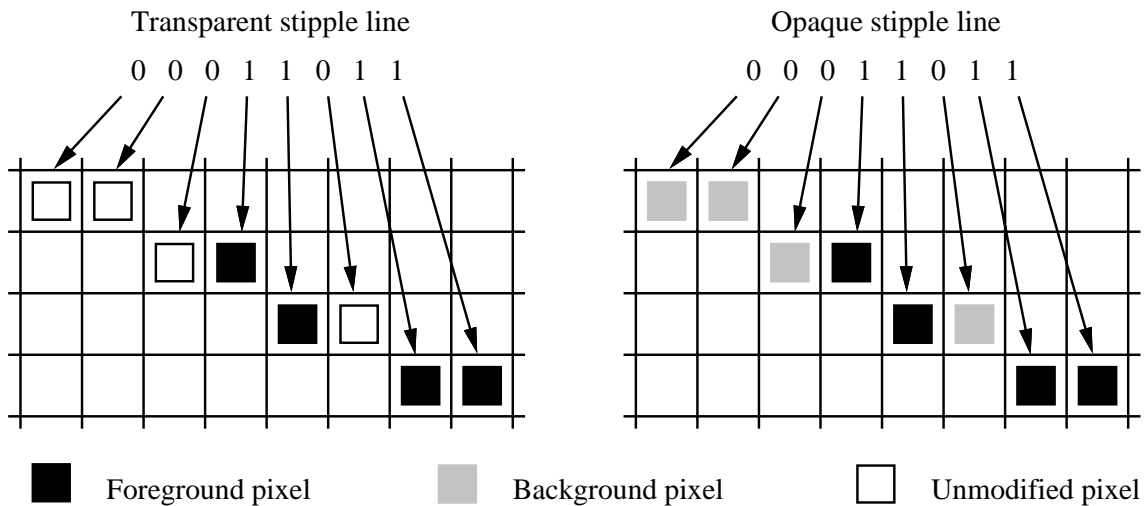 Transparent stipple line
0 0 0 1 1 0 1 1
Opaque stipple line
0 0 0 1 1 0 1 1
Foreground pixel
Background pixel
Unmodified pixel